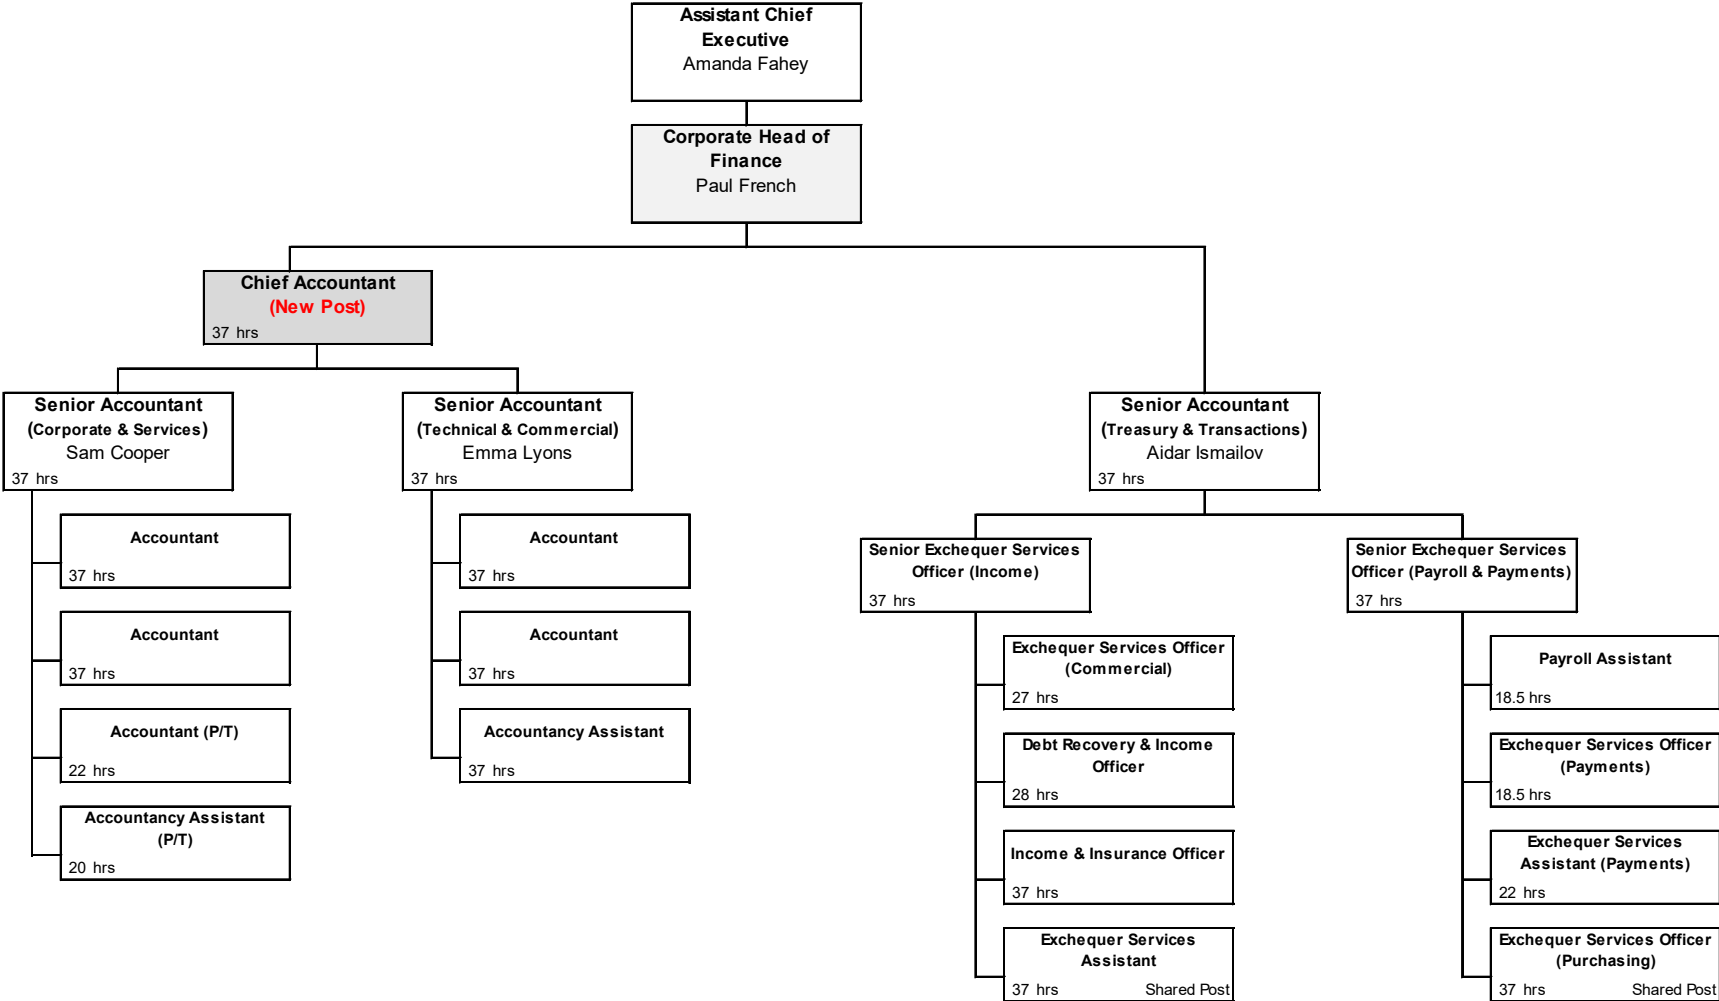 Assistant Chief
Executive
Amanda Fahey
Corporate Head of
Finance
Paul French
Chief Accountant
(New Post)
37 hrs
Senior Accountant
(Corporate & Services)
Sam Cooper
37 hrs
Accountant
37 hrs
Accountant
37 hrs
Accountant (P/T)
22 hrs
Accountancy Assistant
(P/T)
20 hrs
Senior Accountant
(Technical & Commercial)
Emma Lyons
37 hrs
Accountant
37 hrs
Accountant
37 hrs
Accountancy Assistant
37 hrs
Senior Accountant
(Treasury & Transactions)
Aidar Ismailov
37 hrs
Senior Exchequer Services
Officer (Income)
37 hrs
Exchequer Services Officer
(Commercial)
27 hrs
Debt Recovery & Income
Officer
28 hrs
Income & Insurance Officer
37 hrs
Exchequer Services
Assistant
37 hrs Shared Post
Senior Exchequer Services
Officer (Payroll & Payments)
37 hrs
Payroll Assistant
18.5 hrs
Exchequer Services Officer
(Payments)
18.5 hrs
Exchequer Services
Assistant (Payments)
22 hrs
Exchequer Services Officer
(Purchasing)
37 hrs Shared Post